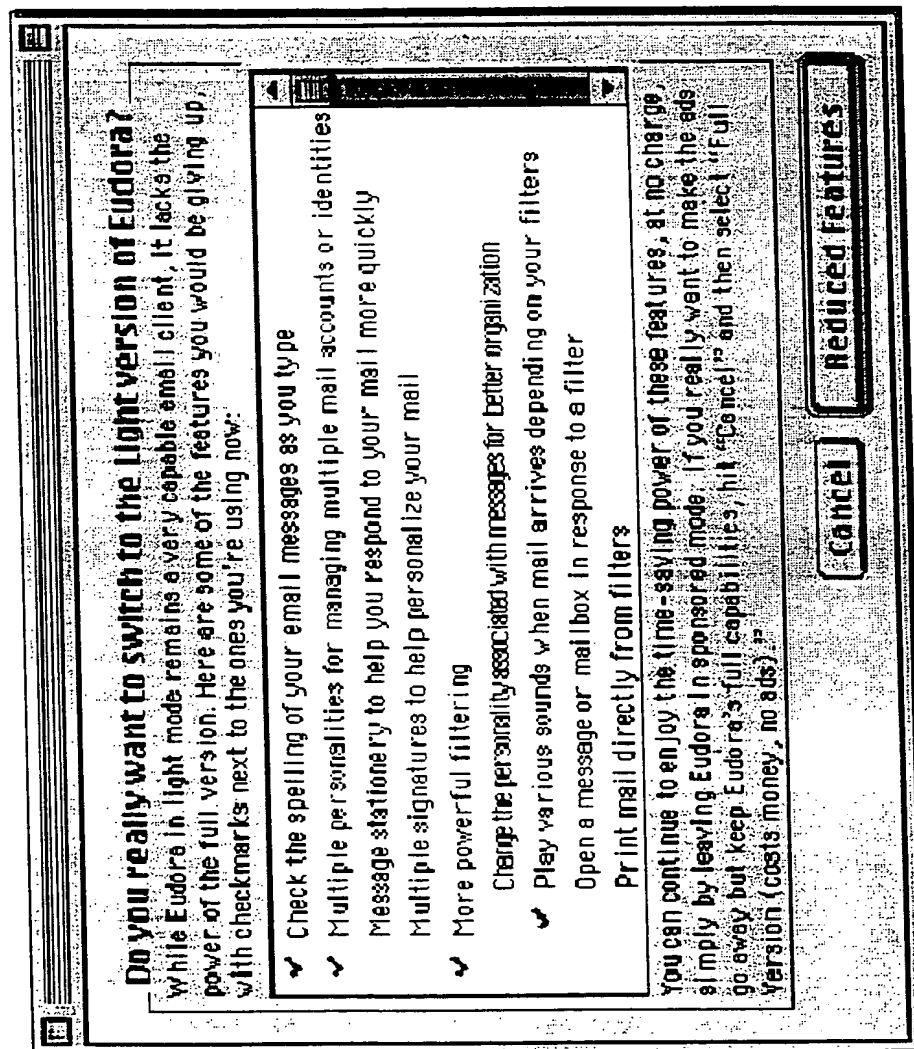 Do you really want to switch to the Light version of Eudora?
While Eudora in light mode remains a very capable email client, it lacks the
power of the full version. Here are some of the features you would be giving up,
with checkmarks next to the ones you're using now:
✓ Check the spelling of your email messages as you type
✓ Multiple personalities for managing multiple mail accounts or identities
Message stationery to help you respond to your mail more quickly
Multiple signatures to help personalize your mail
✓ More powerful filtering
Change the personality associated with messages for better organization
✓ Play various sounds when mail arrives depending on your filters
Open a message or mailbox in response to a filter
Print mail directly from filters
You can continue to enjoy the time-saving power of these features, at no charge,
simply by leaving Eudora in sponsored mode. If you really want to make the ads
go away but keep Eudora's full capabilities, hit "Cancel" and then select "Full
Version (costs money, no ads)."
Cancel
Reduced Features